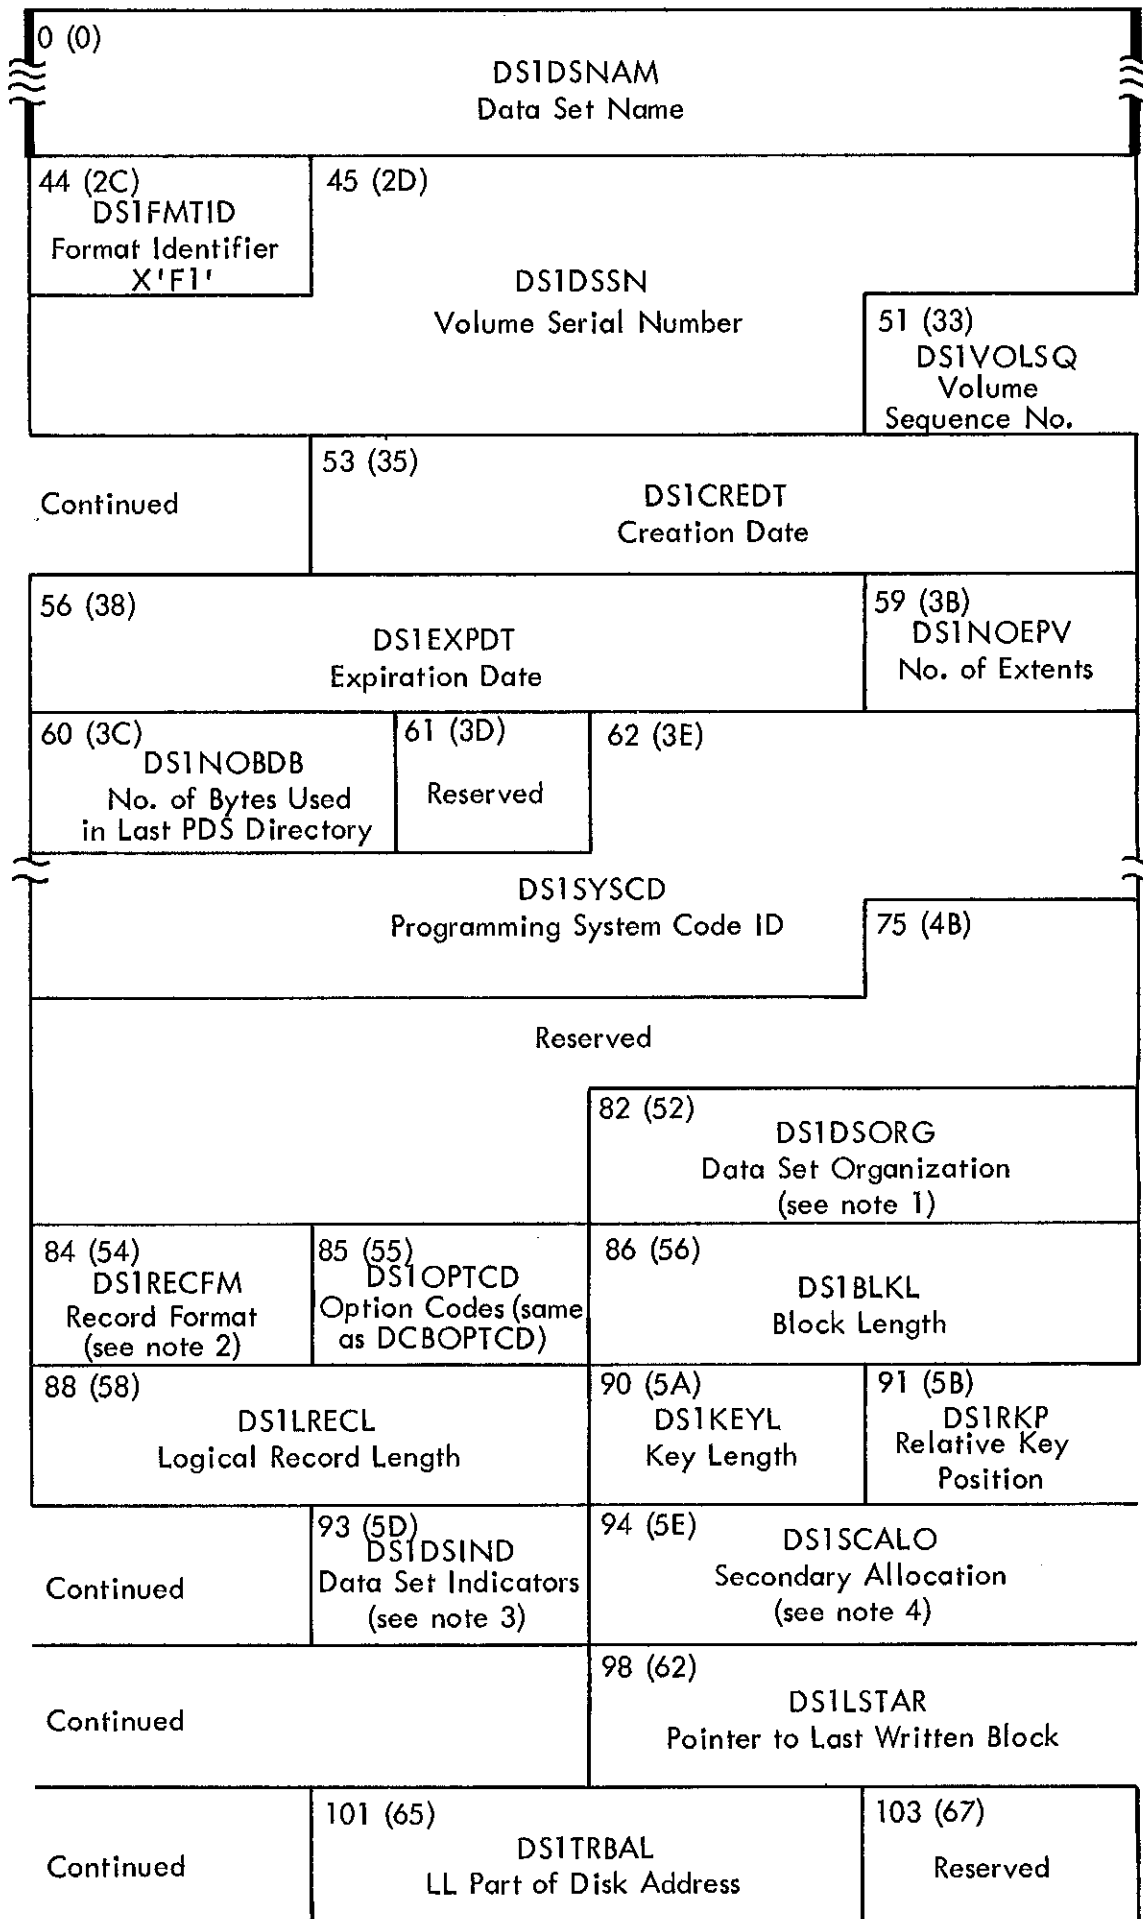 0 (0)
DS1DSNAM
Data Set Name
44 (2C)
DS1FMTID
Format Identifier
X'F1'
45 (2D)
DS1DSSN
Volume Serial Number
51 (33)
DS1VOLSQ
Volume
Sequence No.
Continued
53 (35)
DS1CREDT
Creation Date
56 (38)
DS1EXPDT
Expiration Date
59 (3B)
DS1NOEPV
No. of Extents
60 (3C)
DS1NOBDB
No. of Bytes Used
in Last PDS Directory
61 (3D)
Reserved
62 (3E)
DS1SYSCD
Programming System Code ID
75 (4B)
Reserved
82 (52)
DS1DSORG
Data Set Organization
(see note 1)
84 (54)
DS1RECFM
Record Format
(see note 2)
85 (55)
DS1OPTCD
Option Codes (same
as DCBOPTCD)
86 (56)
DS1BLKL
Block Length
88 (58)
DS1LRECL
Logical Record Length
90 (5A)
DS1KEYL
Key Length
91 (5B)
DS1RKP
Relative Key
Position
Continued
93 (5D)
DS1DSIND
Data Set Indicators
(see note 3)
94 (5E)
DS1SCALO
Secondary Allocation
(see note 4)
Continued
98 (62)
DS1LSTAR
Pointer to Last Written Block
Continued
101 (65)
DS1TRBAL
LL Part of Disk Address
103 (67)
Reserved